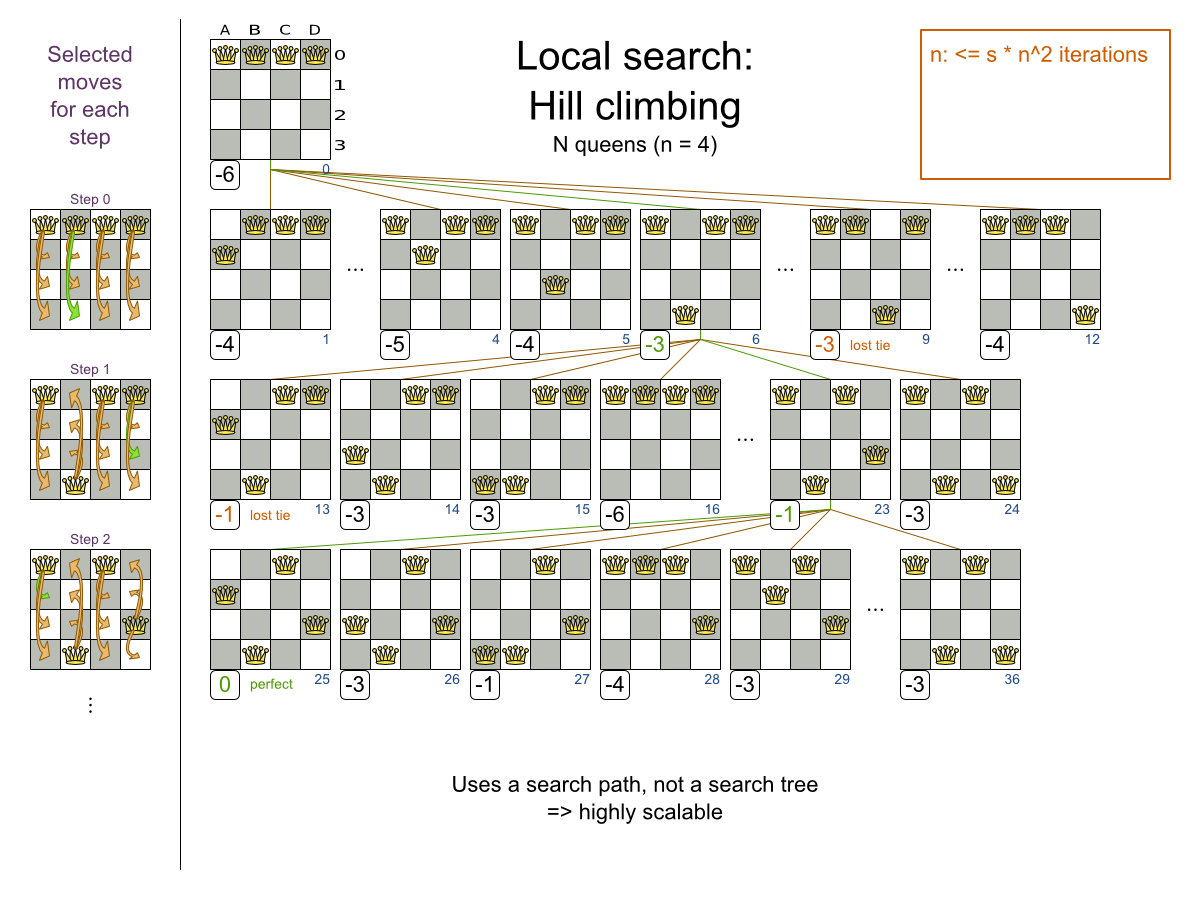 Selected
moves
for each
step
A B C D
0
1
2
3
Local search:
Hill climbing
N queens (n = 4)
n: <= s * n^2 iterations
-6
0
Step 0
... ... ...
-4 1 -5 4 -4 5 -3 6 -3 lost tie 9 -4 12
Step 1
...
-1 lost tie 13 -3 14 -3 15 -6 16 -1 23 -3 24
Step 2
...
0 perfect 25 -3 26 -1 27 -4 28 -3 29 -3 36
...
Uses a search path, not a search tree
=> highly scalable